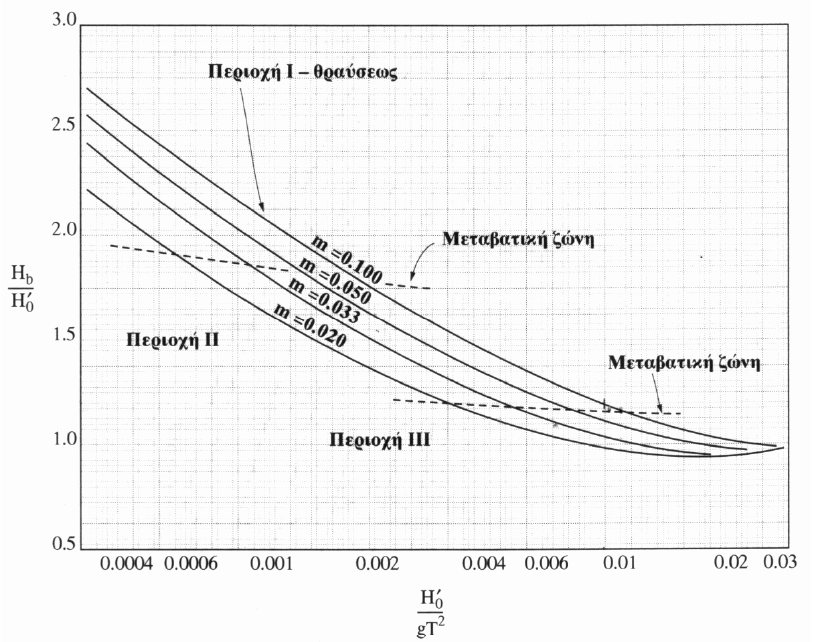 3.0
Περιοχή I – θραύσεως
2.5
2.0
Μεταβατική ζώνη
m =0.100
H_b
H′_0
m =0.050
m =0.033
m =0.020
1.5
Περιοχή II
Μεταβατική ζώνη
1.0
Περιοχή III
0.5
0.0004 0.0006 0.001 0.002 0.004 0.006 0.01 0.02 0.03
H′_0
gT^2